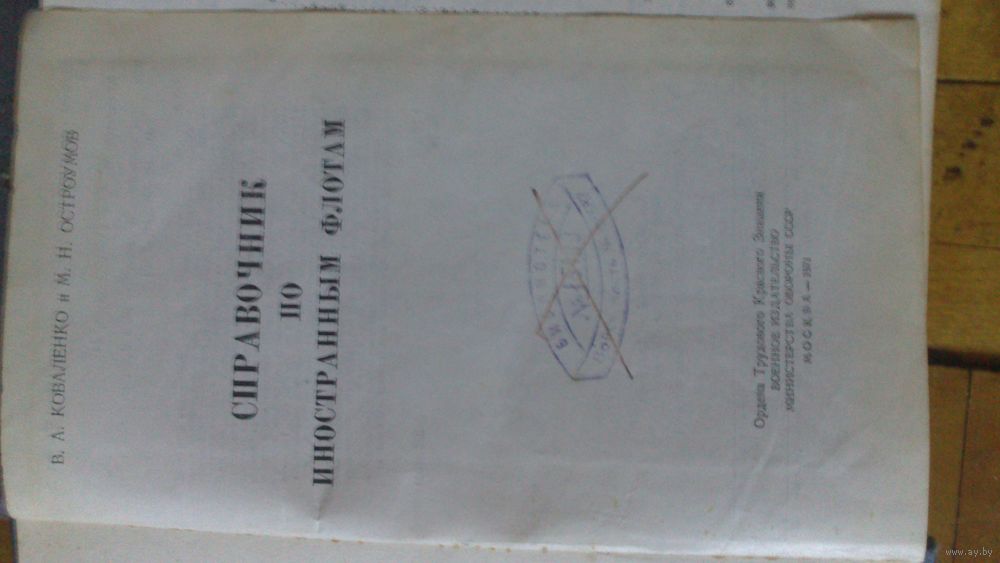 В. А. КОВАЛЕНКО и М. Н. ОСТРОУМОВ
СПРАВОЧНИК
ПО
ИНОСТРАННЫМ ФЛОТАМ
Ордена Трудового Красного Знамени
ВОЕННОЕ ИЗДАТЕЛЬСТВО
МИНИСТЕРСТВА ОБОРОНЫ СССР
МОСКВА — 1971
www.ay.by